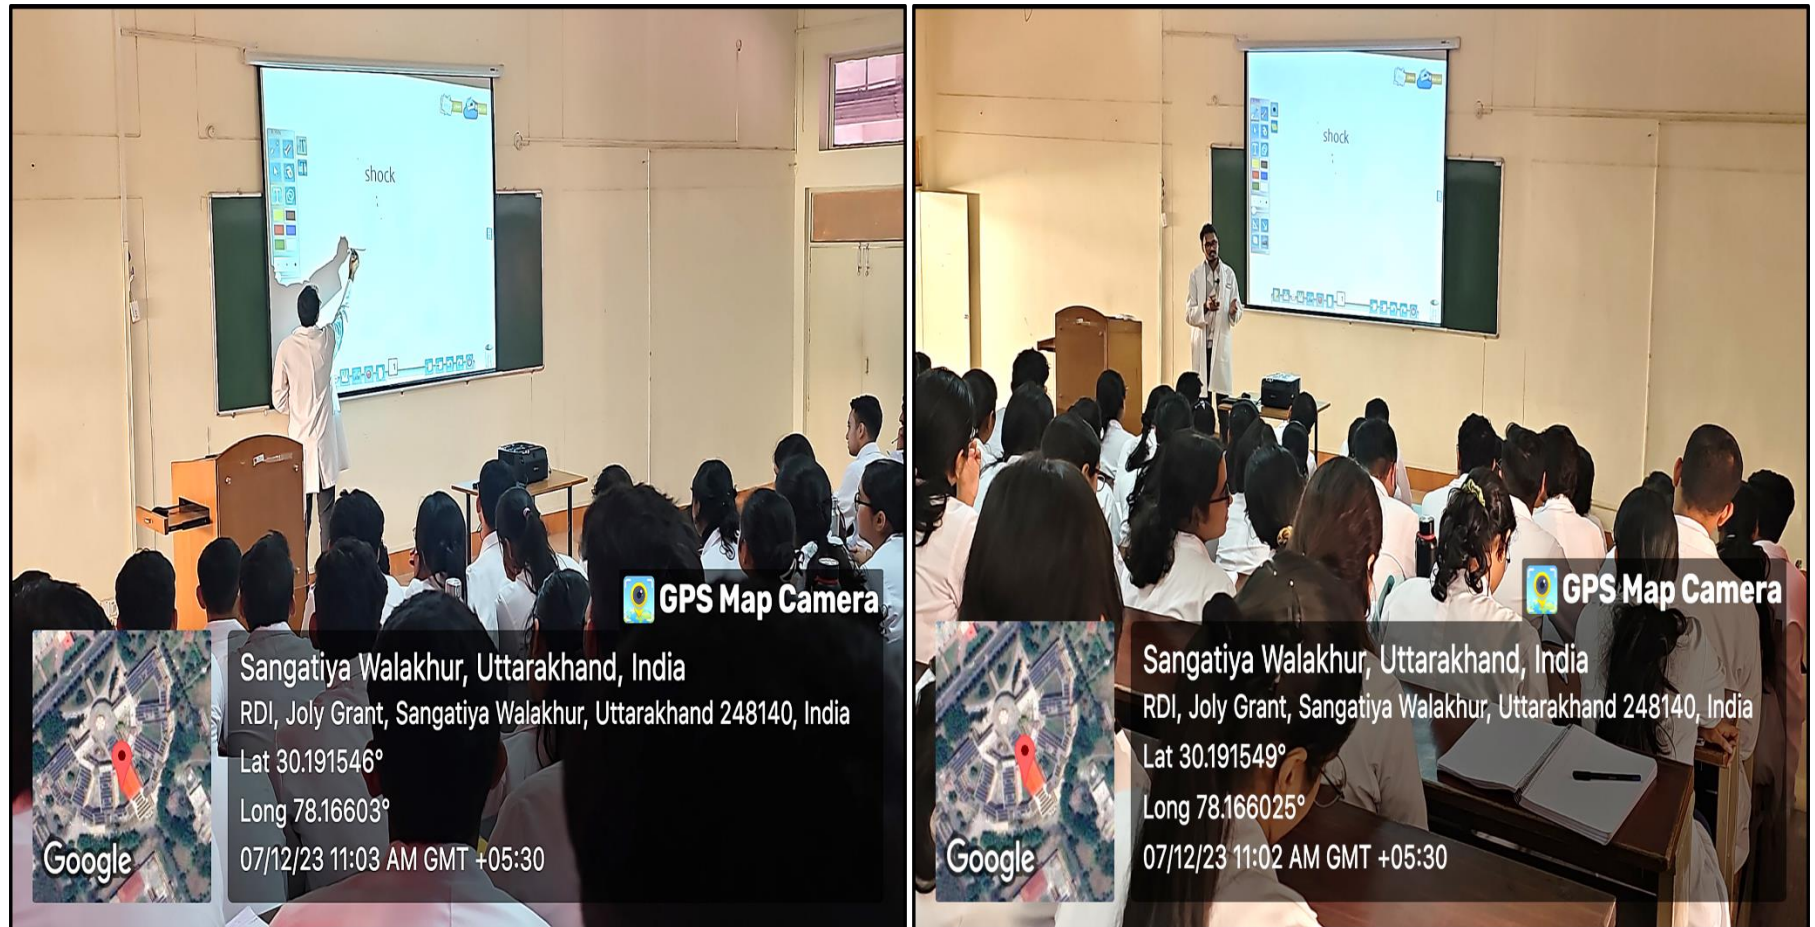 shock
GPS Map Camera
Sangatiya Walakhur, Uttarakhand, India
RDI, Joly Grant, Sangatiya Walakhur, Uttarakhand 248140, India
Lat 30.191546°
Long 78.16603°
07/12/23 11:03 AM GMT +05:30
Google
shock
GPS Map Camera
Sangatiya Walakhur, Uttarakhand, India
RDI, Joly Grant, Sangatiya Walakhur, Uttarakhand 248140, India
Lat 30.191549°
Long 78.166025°
07/12/23 11:02 AM GMT +05:30
Google